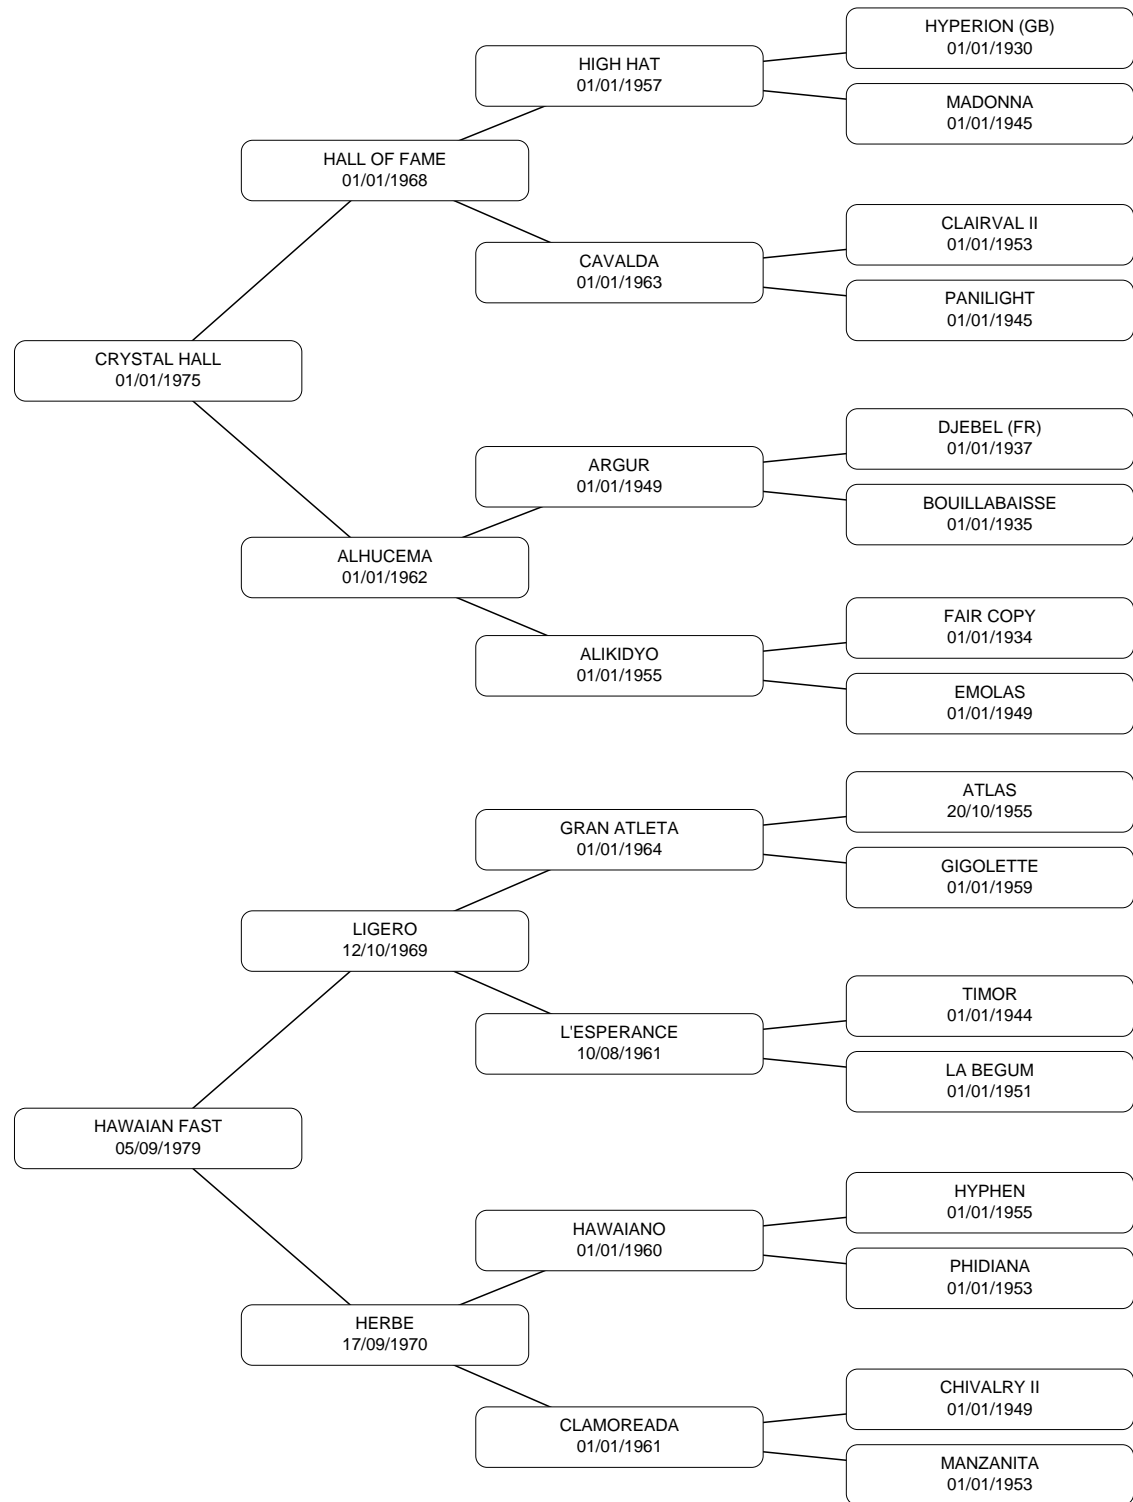 HYPERION (GB)
01/01/1930
HIGH HAT
01/01/1957
MADONNA
01/01/1945
HALL OF FAME
01/01/1968
CLAIRVAL II
01/01/1953
CAVALDA
01/01/1963
PANILIGHT
01/01/1945
CRYSTAL HALL
01/01/1975
DJEBEL (FR)
01/01/1937
ARGUR
01/01/1949
BOUILLABAISSE
01/01/1935
ALHUCEMA
01/01/1962
FAIR COPY
01/01/1934
ALIKIDYO
01/01/1955
EMOLAS
01/01/1949
ATLAS
20/10/1955
GRAN ATLETA
01/01/1964
GIGOLETTE
01/01/1959
LIGERO
12/10/1969
TIMOR
01/01/1944
L'ESPERANCE
10/08/1961
LA BEGUM
01/01/1951
HAWAIAN FAST
05/09/1979
HYPHEN
01/01/1955
HAWAIANO
01/01/1960
PHIDIANA
01/01/1953
HERBE
17/09/1970
CHIVALRY II
01/01/1949
CLAMOREADA
01/01/1961
MANZANITA
01/01/1953